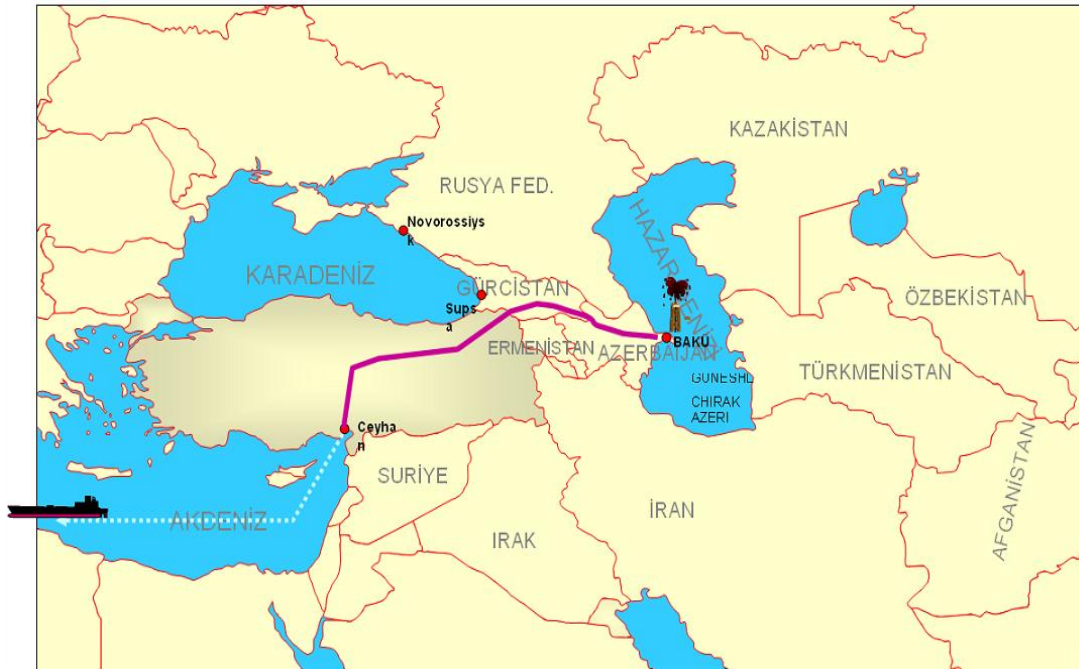 KAZAKİSTAN
RUSYA FED.
Novorossiys
k
HAZAR DENİZİ
KARADENİZ
GÜRCİSTAN
ÖZBEKİSTAN
Sups
a
ERMENİSTAN
AZERBAIJAN
BAKÜ
GUNESHLI
TÜRKMENİSTAN
CHIRAK
AZERI
Ceyha
n
SURİYE
İRAN
AFGANİSTAN
AKDENİZ
IRAK